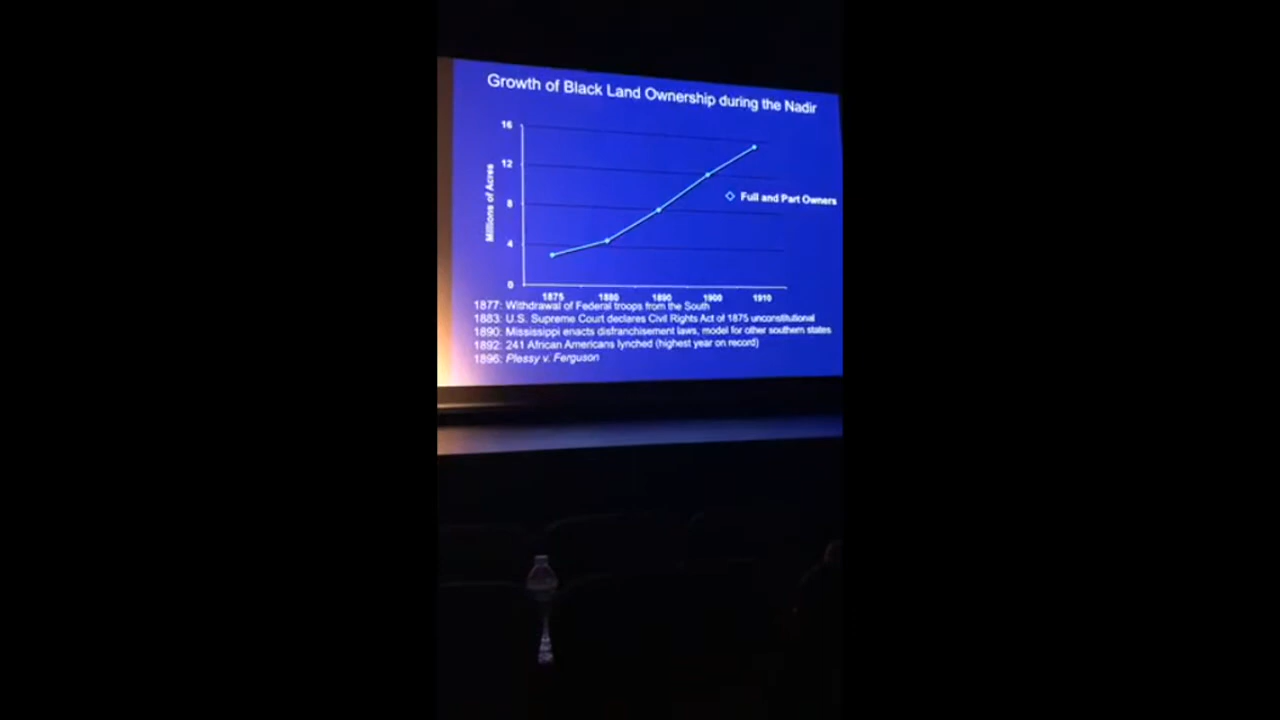 Growth of Black Land Ownership during the Nadir
16
12
8
4
0
Millions of Acres
Full and Part Owners
1875 1880 1890 1900 1910
1877: Withdrawal of Federal troops from the South
1883: U.S. Supreme Court declares Civil Rights Act of 1875 unconstitutional
1890: Mississippi enacts disfranchisement laws, model for other southern states
1892: 241 African Americans lynched (highest year on record)
1896: Plessy v. Ferguson